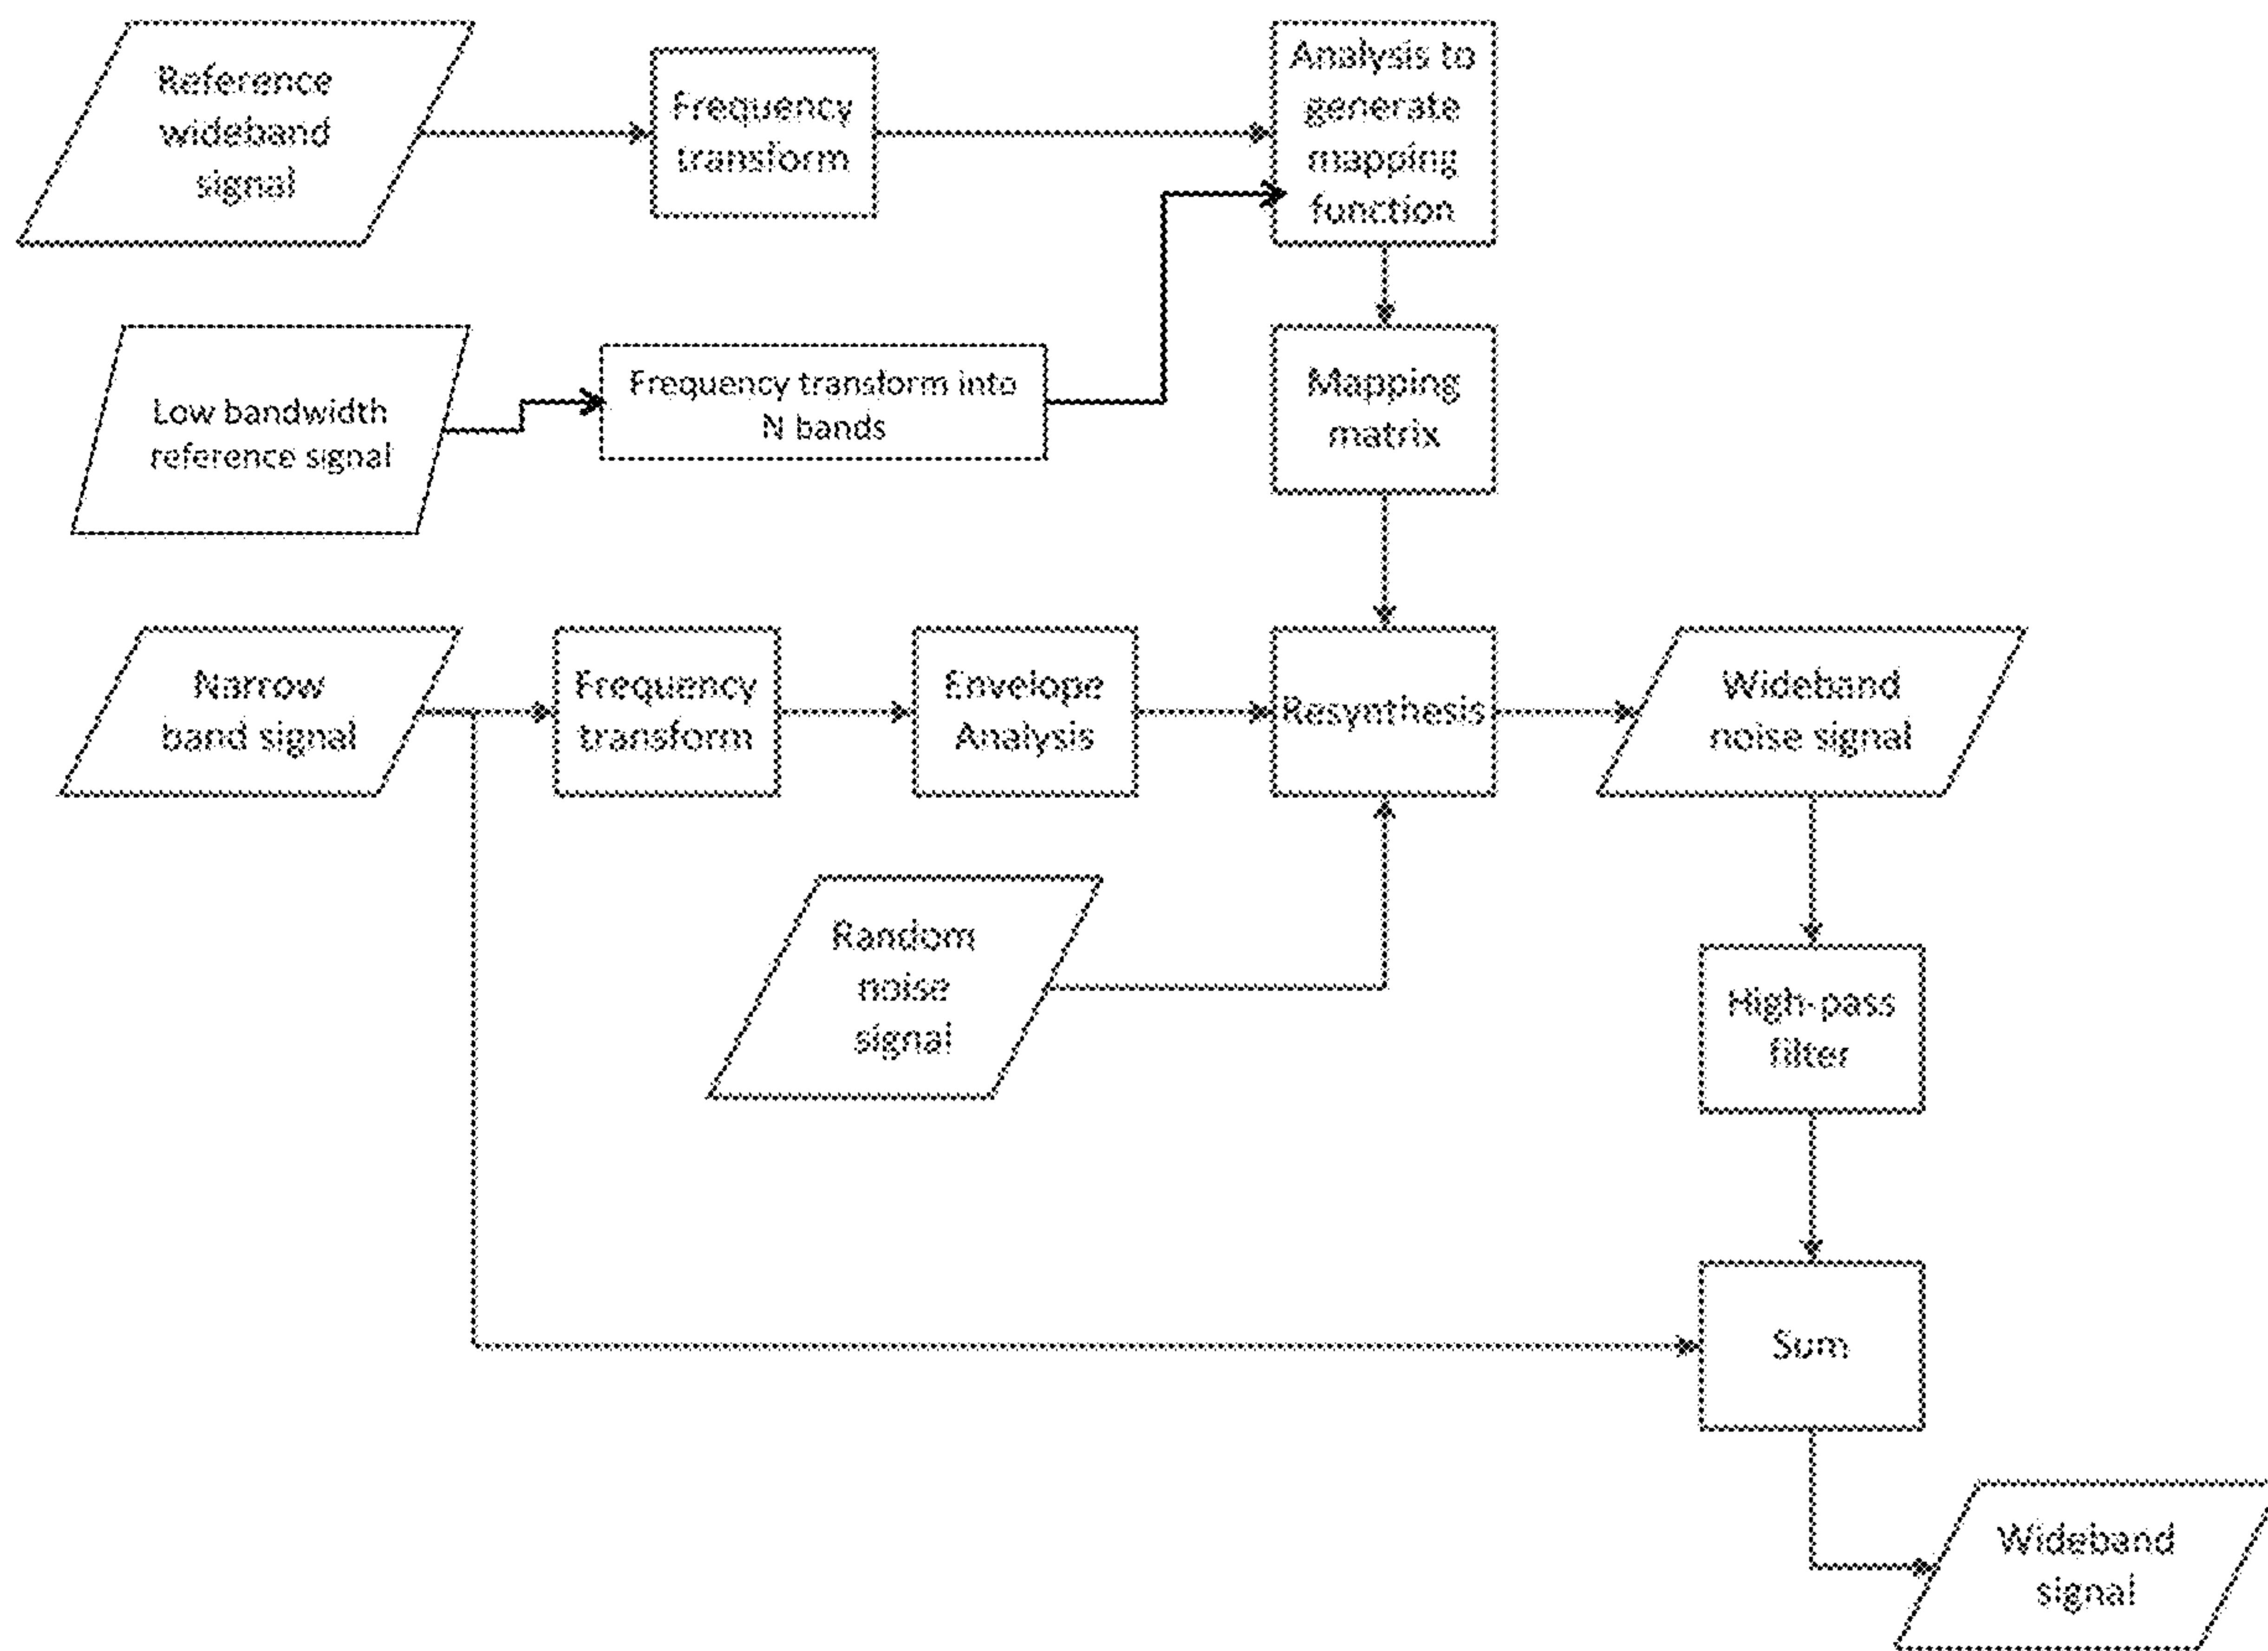 Reference
wideband
signal
Frequency
transform
Analysis to
generate
mapping
function
Low bandwidth
reference signal
Frequency transform into
N bands
Mapping
matrix
Narrow
band signal
Frequency
transform
Envelope
Analysis
Resynthesis
Wideband
noise signal
Random
noise
signal
High-pass
filter
Sum
Wideband
signal